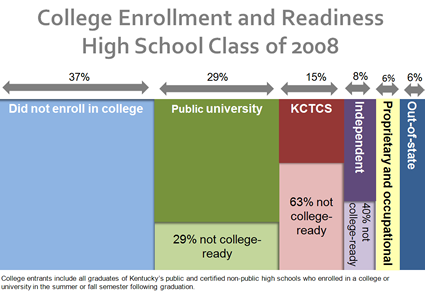 College Enrollment and Readiness
High School Class of 2008
37%
29%
15%
8%
6%
6%
Did not enroll in college
Public university
KCTCS
Independent
Proprietary and occupational
Out-of-state
29% not college-
ready
63% not
college-
ready
40% not
college-ready
College entrants include all graduates of Kentucky's public and certified non-public high schools who enrolled in a college or
university in the summer or fall semester following graduation.